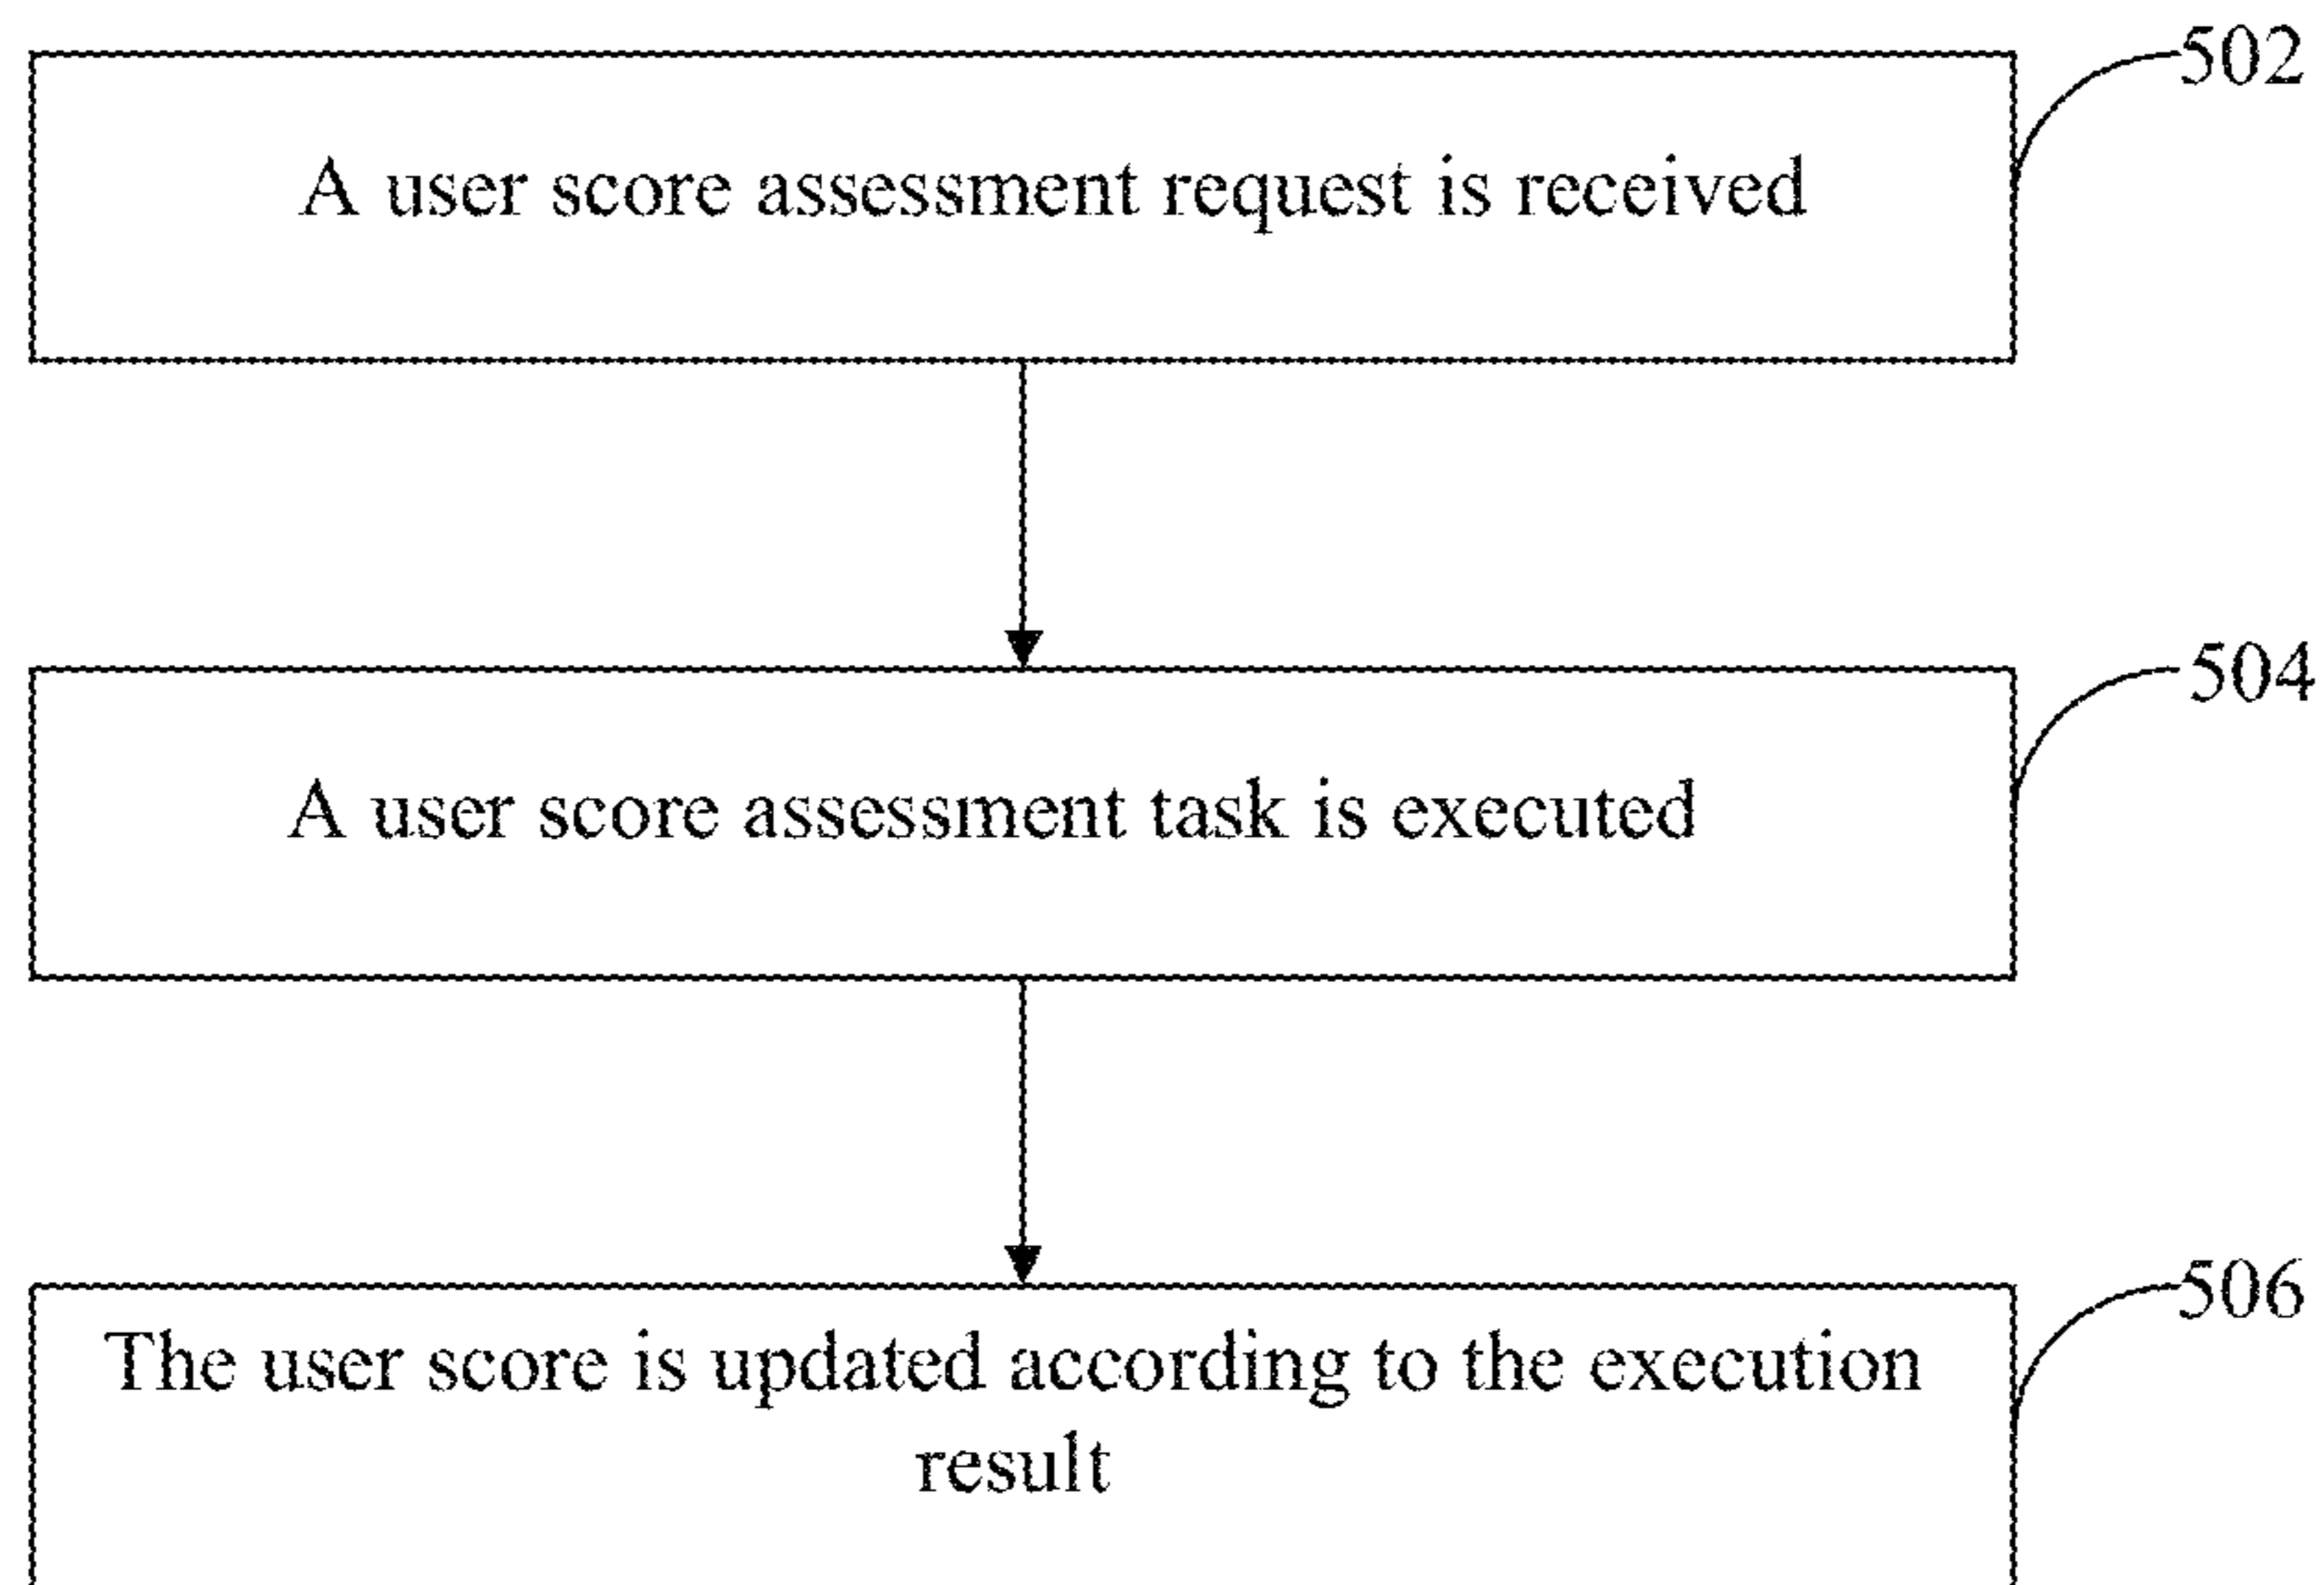 502
A user score assessment request is received
504
A user score assessment task is executed
506
The user score is updated according to the execution
result